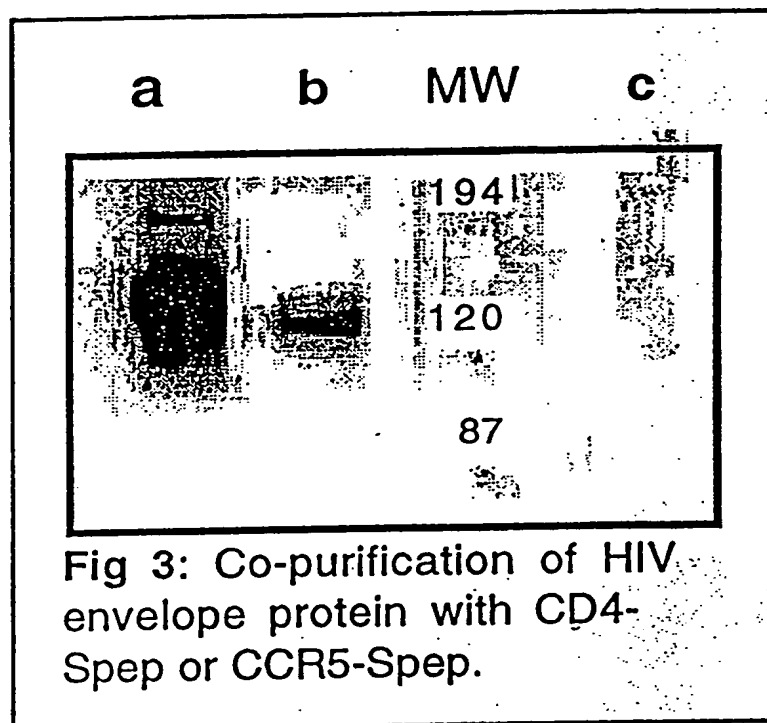 a b MW c
194
120
87
Fig 3: Co-purification of HIV
envelope protein with CD4-
Spep or CCR5-Spep.